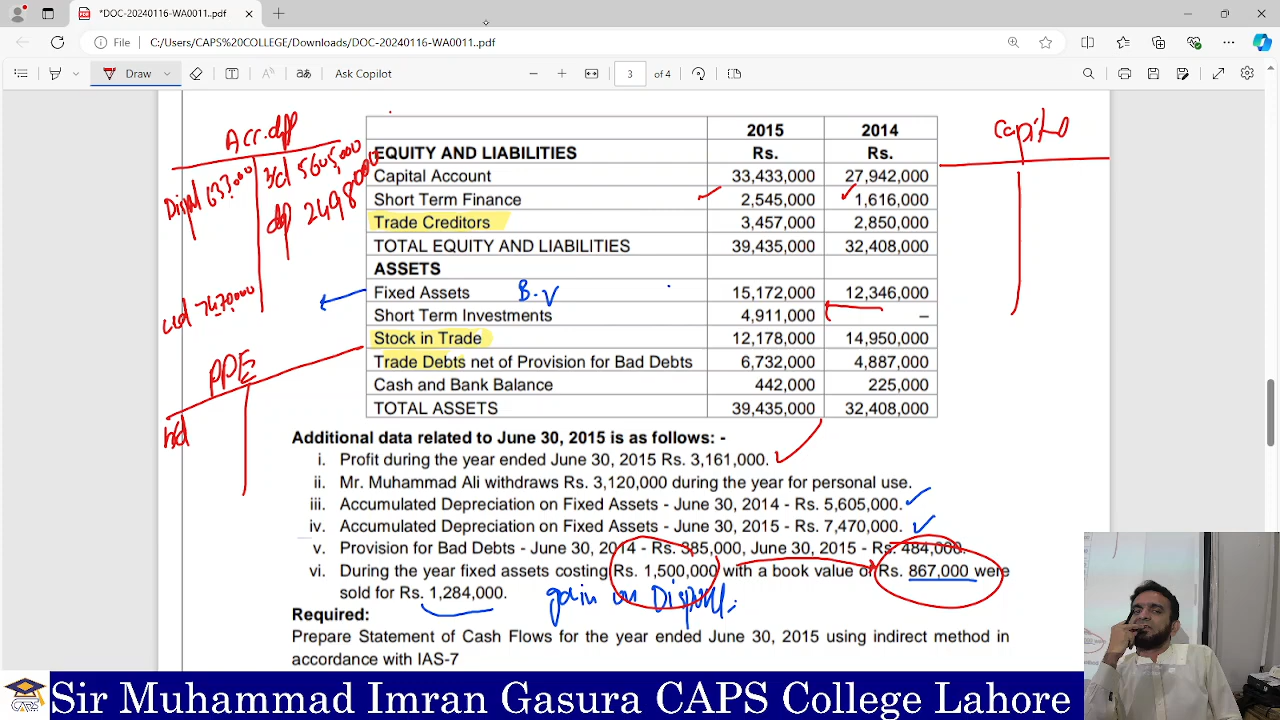 *DOC-20240116-WA0011..pdf
File C:/Users/CAPS%20COLLEGE/Downloads/DOC-20240116-WA0011..pdf
Draw Ask Copilot 3 of 4
Acc.dp
Displ 633,000 b/d 5605,000
dp 2498000
c/d 7470,000
PPE
b/d
Capital
2015 2014
EQUITY AND LIABILITIES Rs. Rs.
Capital Account 33,433,000 27,942,000
Short Term Finance 2,545,000 1,616,000
Trade Creditors 3,457,000 2,850,000
TOTAL EQUITY AND LIABILITIES 39,435,000 32,408,000
ASSETS
Fixed Assets B.V 15,172,000 12,346,000
Short Term Investments 4,911,000 –
Stock in Trade 12,178,000 14,950,000
Trade Debts net of Provision for Bad Debts 6,732,000 4,887,000
Cash and Bank Balance 442,000 225,000
TOTAL ASSETS 39,435,000 32,408,000
Additional data related to June 30, 2015 is as follows: -
i. Profit during the year ended June 30, 2015 Rs. 3,161,000.
ii. Mr. Muhammad Ali withdraws Rs. 3,120,000 during the year for personal use.
iii. Accumulated Depreciation on Fixed Assets - June 30, 2014 - Rs. 5,605,000.
iv. Accumulated Depreciation on Fixed Assets - June 30, 2015 - Rs. 7,470,000.
v. Provision for Bad Debts - June 30, 2014 - Rs. 385,000, June 30, 2015 - Rs. 484,000.
vi. During the year fixed assets costing Rs. 1,500,000 with a book value of Rs. 867,000 were
sold for Rs. 1,284,000. gain on Disposal
Required:
Prepare Statement of Cash Flows for the year ended June 30, 2015 using indirect method in
accordance with IAS-7
Sir Muhammad Imran Gasura CAPS College Lahore